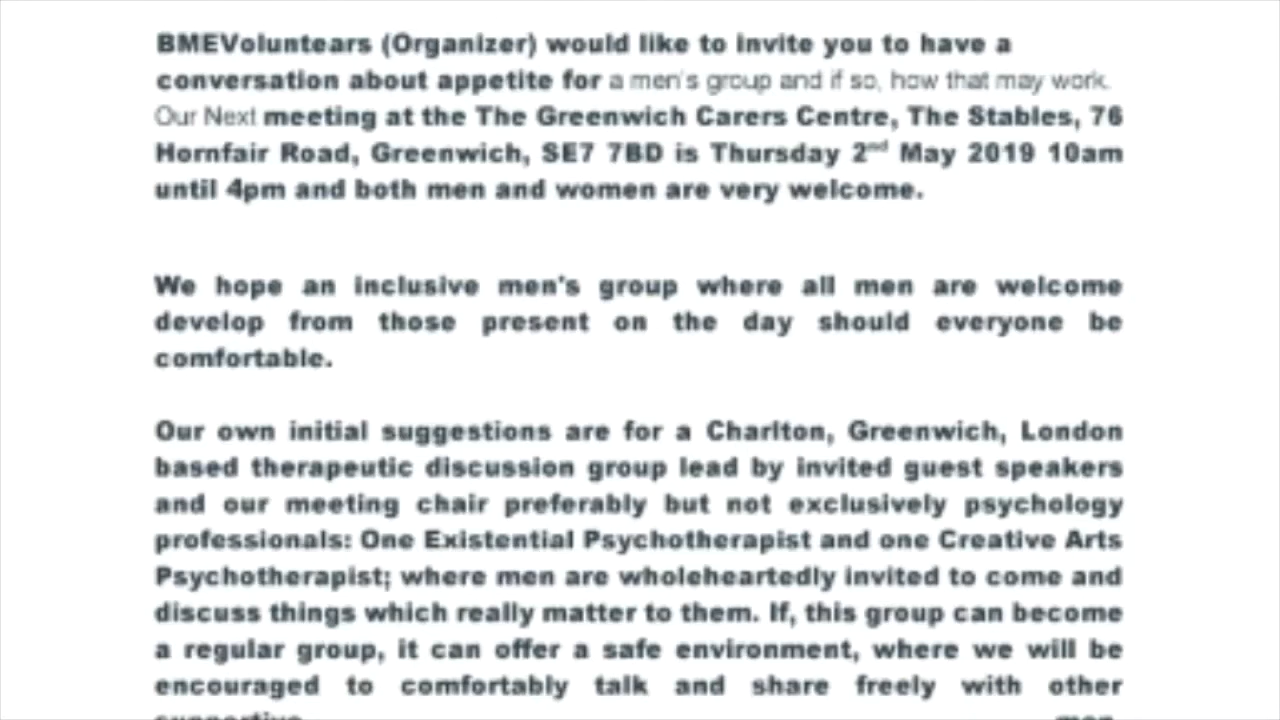 BMEVoluntears (Organizer) would like to invite you to have a
conversation about appetite for a men's group and if so, how that may work.
Our Next meeting at the The Greenwich Carers Centre, The Stables, 76
Hornfair Road, Greenwich, SE7 7BD is Thursday 2nd May 2019 10am
until 4pm and both men and women are very welcome.
We hope an inclusive men's group where all men are welcome
develop from those present on the day should everyone be
comfortable.
Our own initial suggestions are for a Charlton, Greenwich, London
based therapeutic discussion group lead by invited guest speakers
and our meeting chair preferably but not exclusively psychology
professionals: One Existential Psychotherapist and one Creative Arts
Psychotherapist; where men are wholeheartedly invited to come and
discuss things which really matter to them. If, this group can become
a regular group, it can offer a safe environment, where we will be
encouraged to comfortably talk and share freely with other